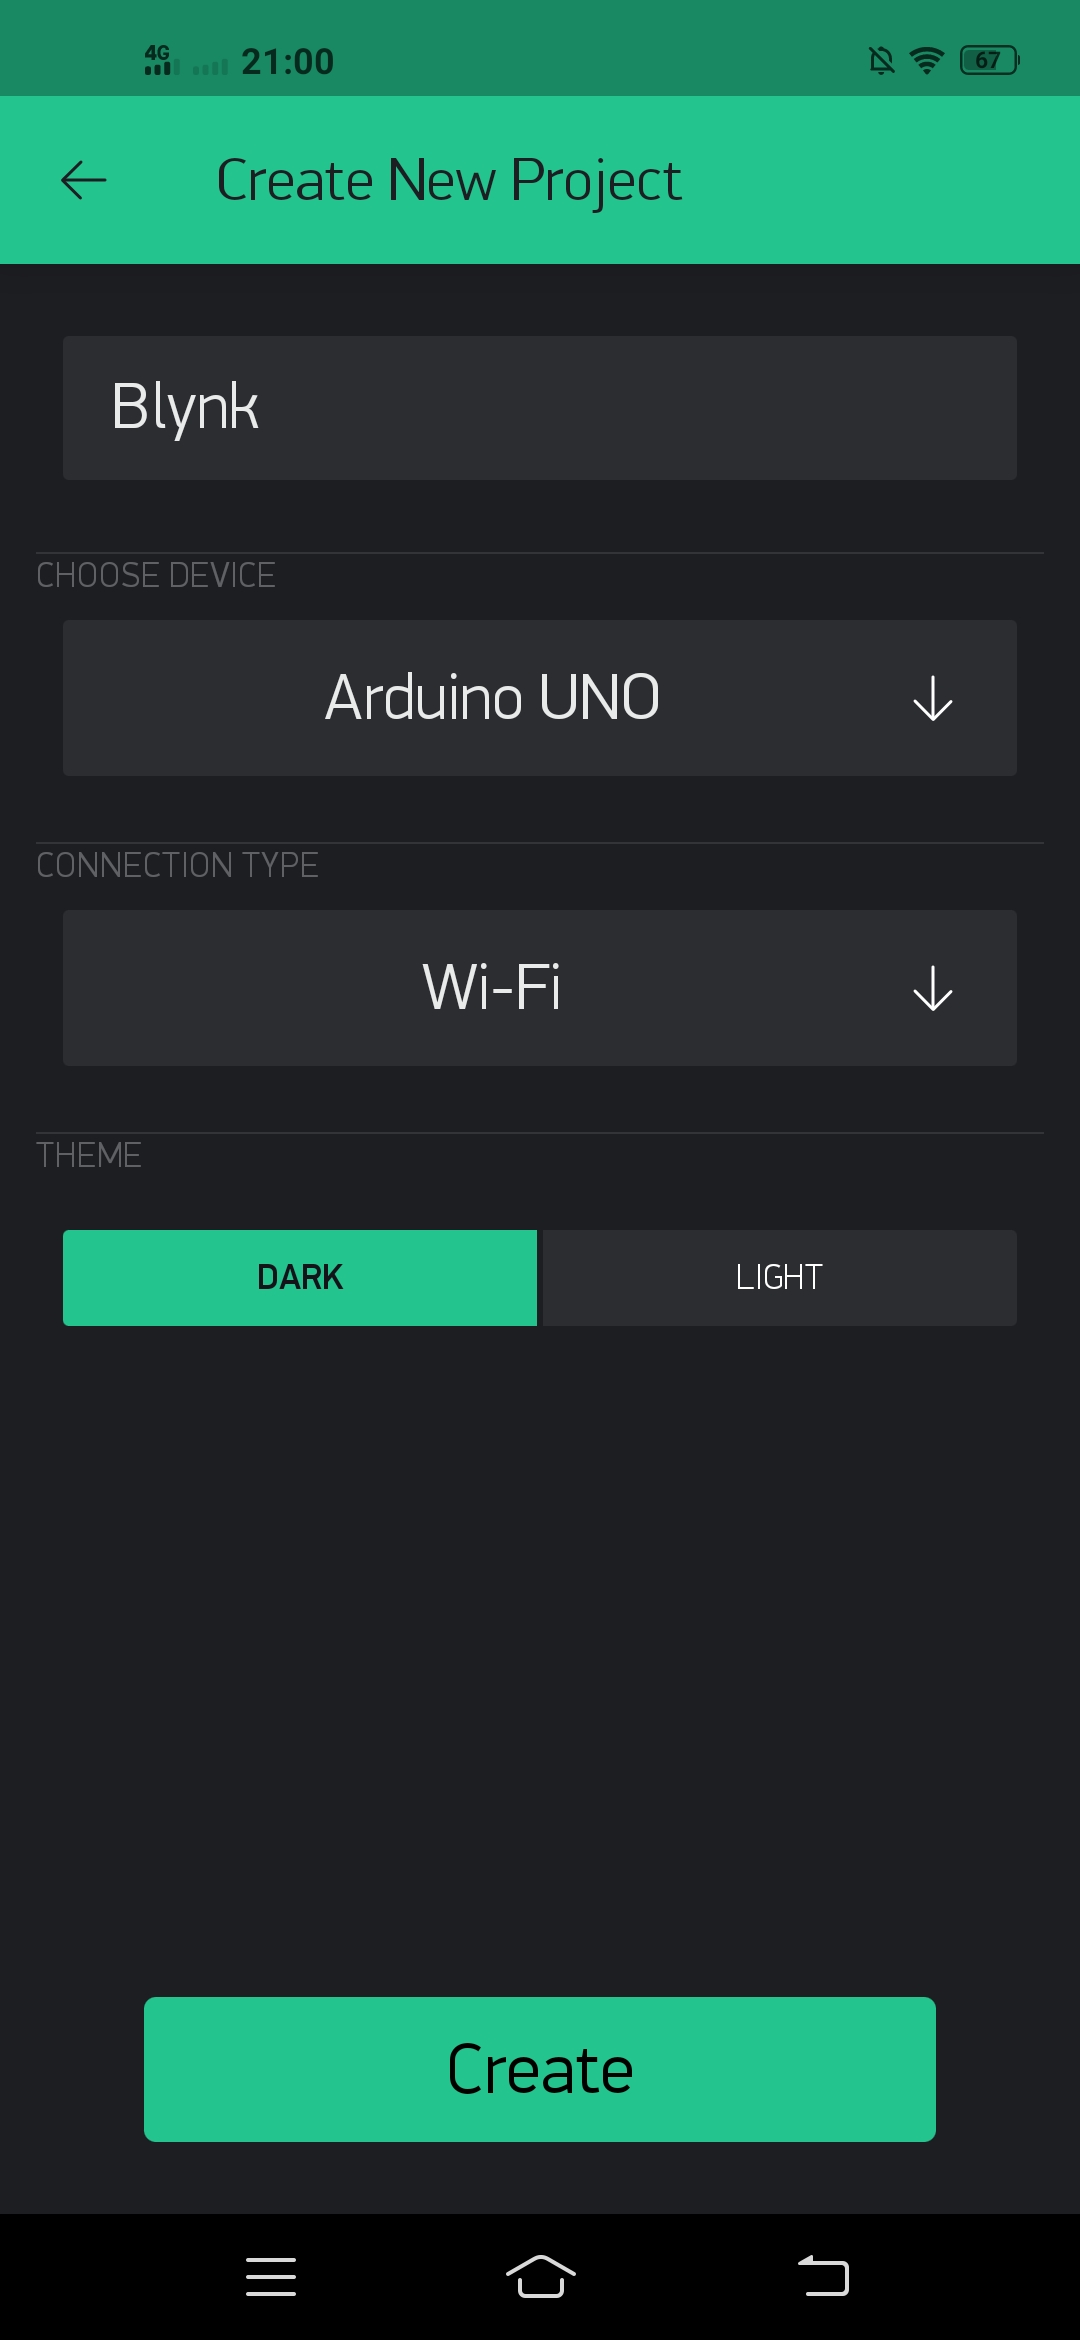 4G 21:00 67
Create New Project
Blynk
CHOOSE DEVICE
Arduino UNO
CONNECTION TYPE
Wi-Fi
THEME
DARK LIGHT
Create